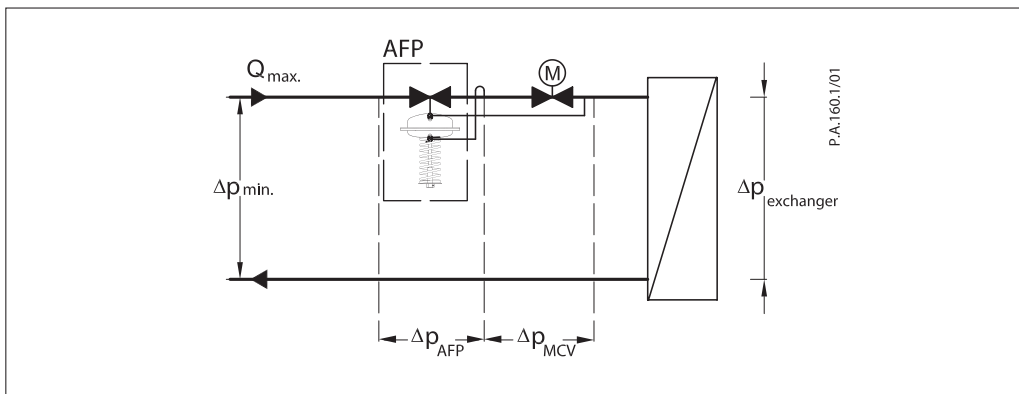 AFP
Q max.
M
P.A.160.1/01
Δp min.
Δp exchanger
Δp AFP
Δp MCV